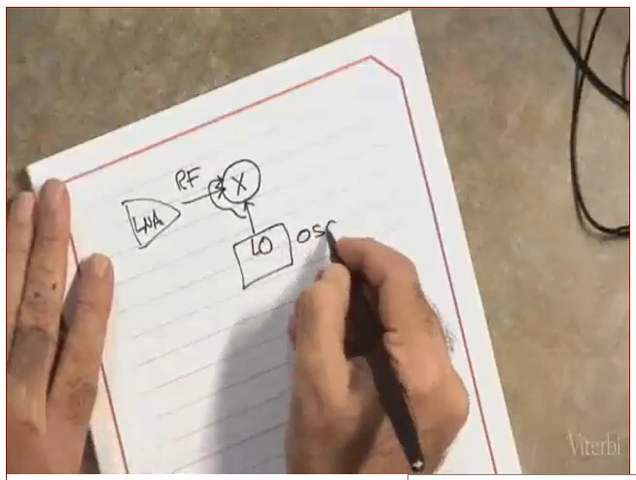 RF
X
LNA
LO
OSC
Viterbi